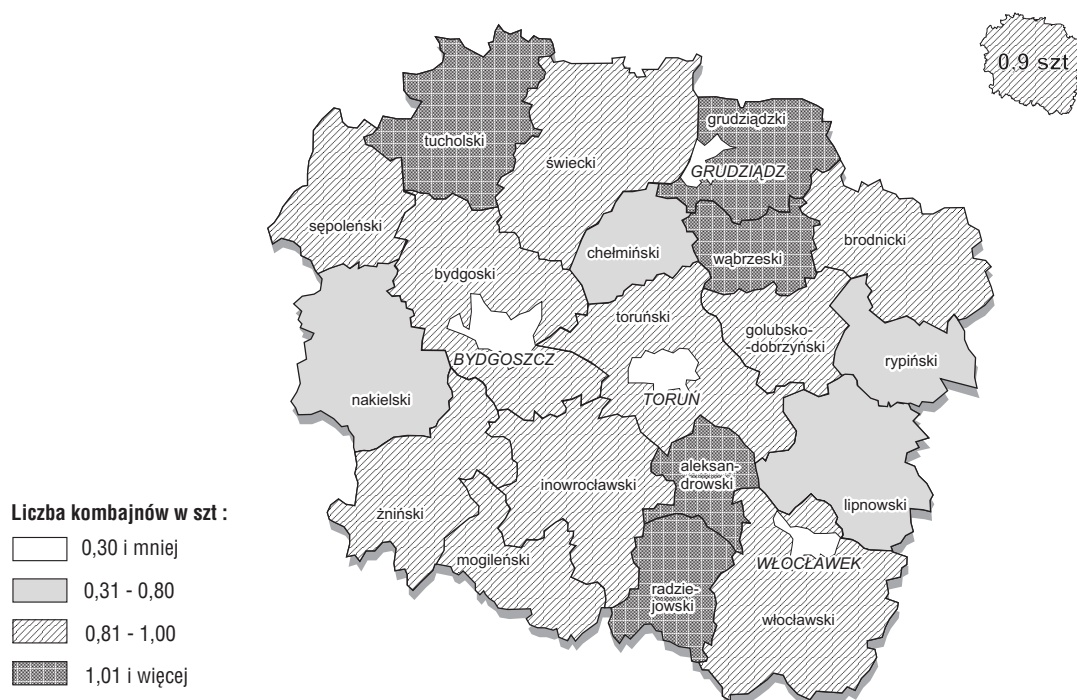 0,9 szt
grudziądzki
tucholski
świecki
GRUDZIĄDZ
sępoleński
brodnicki
chełmiński
wąbrzeski
bydgoski
toruński
golubsko-
-dobrzyński
BYDGOSZCZ
rypiński
nakielski
TORUŃ
aleksan-
drowski
inowrocławski
lipnowski
żniński
mogileński
WŁOCŁAWEK
radzie-
jowski
włocławski
Liczba kombajnów w szt :
0,30 i mniej
0,31 - 0,80
0,81 - 1,00
1,01 i więcej